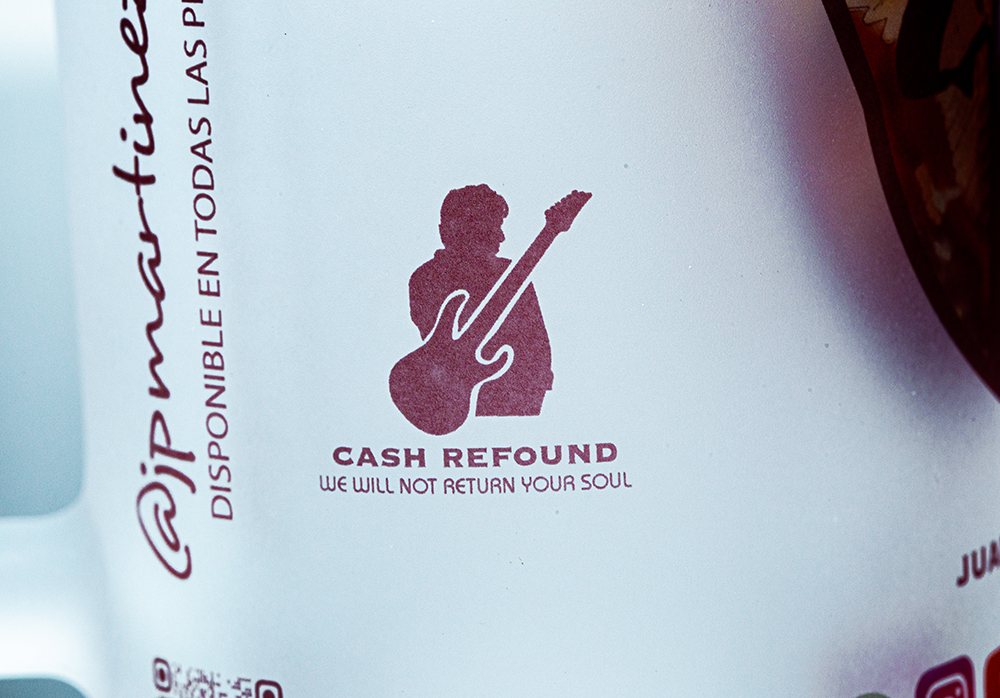 @jpmartinez
DISPONIBLE EN TODAS LAS
CASH REFOUND
WE WILL NOT RETURN YOUR SOUL